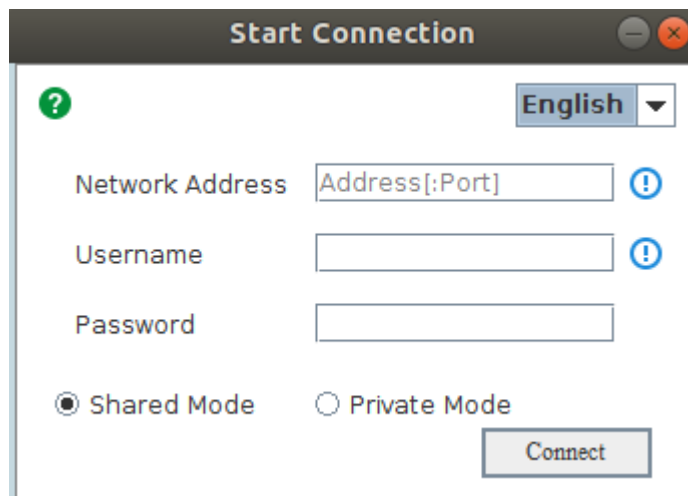 Start Connection
English
Network Address Address[:Port]
Username
Password
Shared Mode Private Mode
Connect